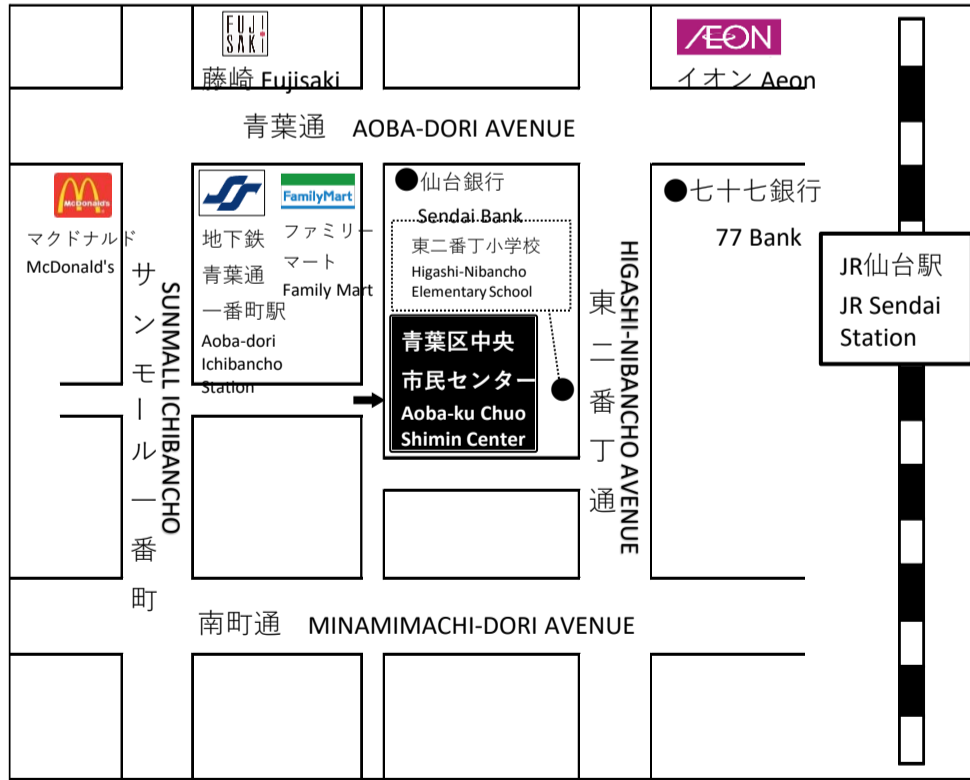 FUJI
SAKi
藤崎 Fujisaki
AEON
イオン Aeon
青葉通 AOBA-DORI AVENUE
McDonald's
マクドナルド
McDonald's
地下鉄
青葉通
一番町駅
Aoba-dori
Ichibancho
Station
FamilyMart
ファミリー
マート
Family Mart
仙台銀行
Sendai Bank
東二番丁小学校
Higashi-Nibancho
Elementary School
七十七銀行
77 Bank
JR仙台駅
JR Sendai
Station
サンモール一番町
SUNMALL ICHIBANCHO
青葉区中央
市民センター
Aoba-ku Chuo
Shimin Center
東二番丁通
HIGASHI-NIBANCHO AVENUE
南町通 MINAMIMACHI-DORI AVENUE